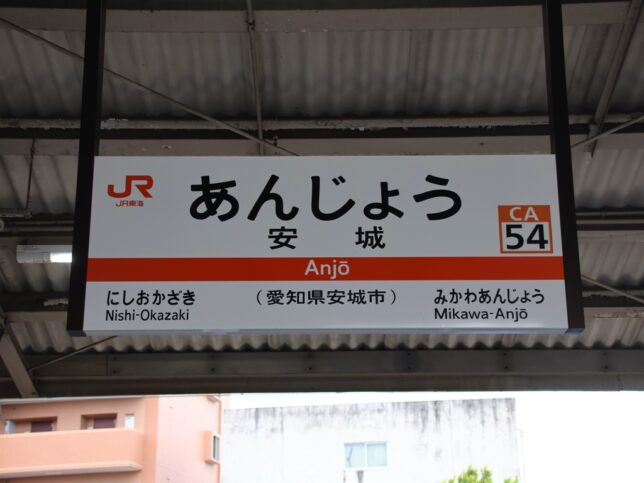 JR
JR東海
あんじょう
安城
CA
54
Anjō
にしおかざき
Nishi-Okazaki
（愛知県安城市）
みかわあんじょう
Mikawa-Anjō